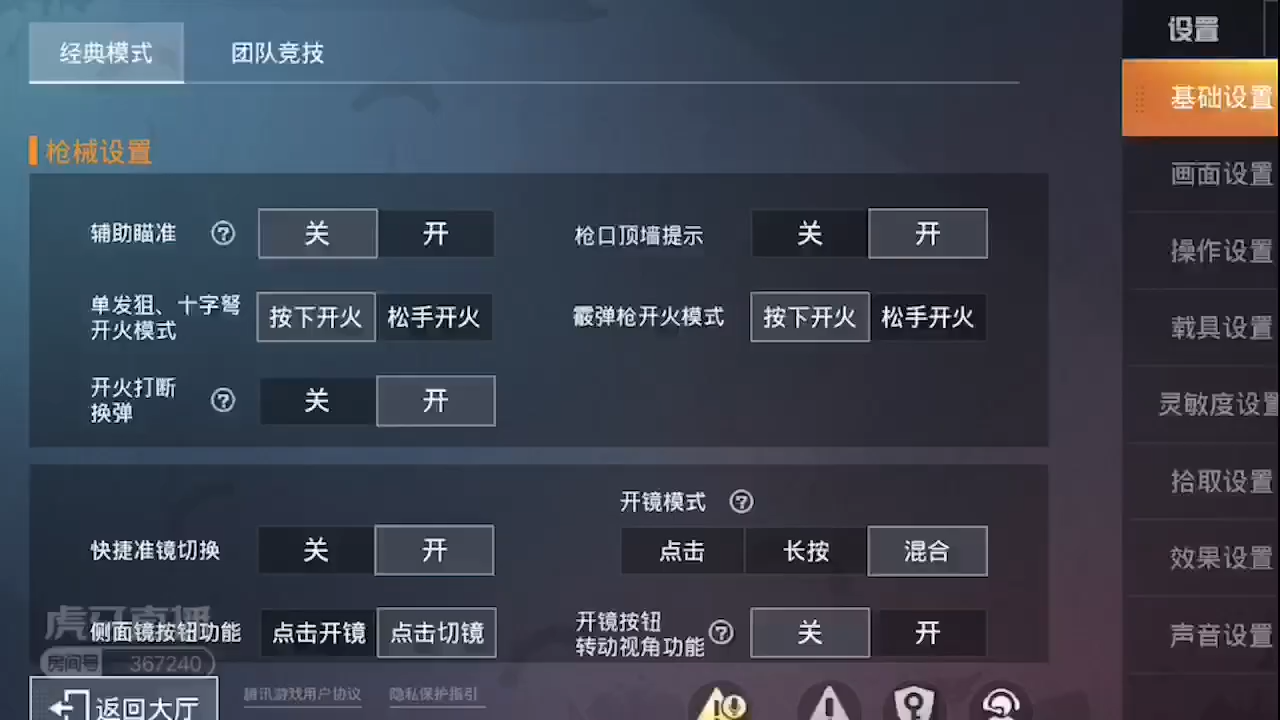 经典模式
团队竞技
设置
基础设置
枪械设置
画面设置
辅助瞄准
?
关
开
枪口顶墙提示
关
开
操作设置
单发狙、十字弩
开火模式
按下开火
松手开火
霰弹枪开火模式
按下开火
松手开火
载具设置
开火打断
换弹
?
关
开
灵敏度设置
拾取设置
开镜模式
?
快捷准镜切换
关
开
点击
长按
混合
效果设置
虎牙直播
侧面镜按钮功能
点击开镜
点击切镜
开镜按钮
转动视角功能
?
关
开
声音设置
房间号 367240
返回大厅
腾讯游戏用户协议
隐私保护指引